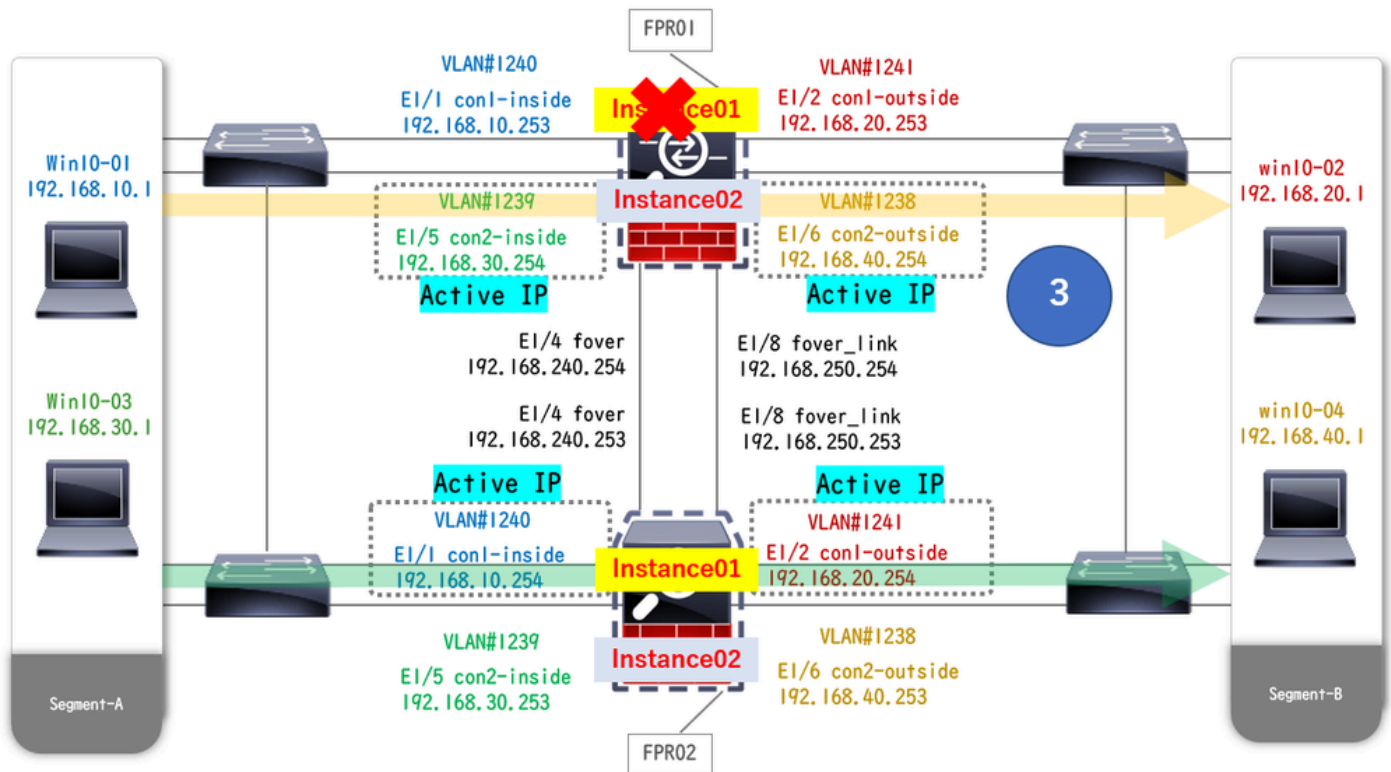 FPR01
VLAN#1240
E1/1 con1-inside
192.168.10.253
Instance01
VLAN#1241
E1/2 con1-outside
192.168.20.253
Win10-01
192.168.10.1
win10-02
192.168.20.1
VLAN#1239
E1/5 con2-inside
192.168.30.254
Active IP
Instance02
VLAN#1238
E1/6 con2-outside
192.168.40.254
Active IP
3
E1/4 fover
192.168.240.254
E1/8 fover_link
192.168.250.254
Win10-03
192.168.30.1
win10-04
192.168.40.1
E1/4 fover
192.168.240.253
E1/8 fover_link
192.168.250.253
Active IP
VLAN#1240
E1/1 con1-inside
192.168.10.254
Instance01
Active IP
VLAN#1241
E1/2 con1-outside
192.168.20.254
VLAN#1239
E1/5 con2-inside
192.168.30.253
Instance02
VLAN#1238
E1/6 con2-outside
192.168.40.253
Segment-A
Segment-B
FPR02